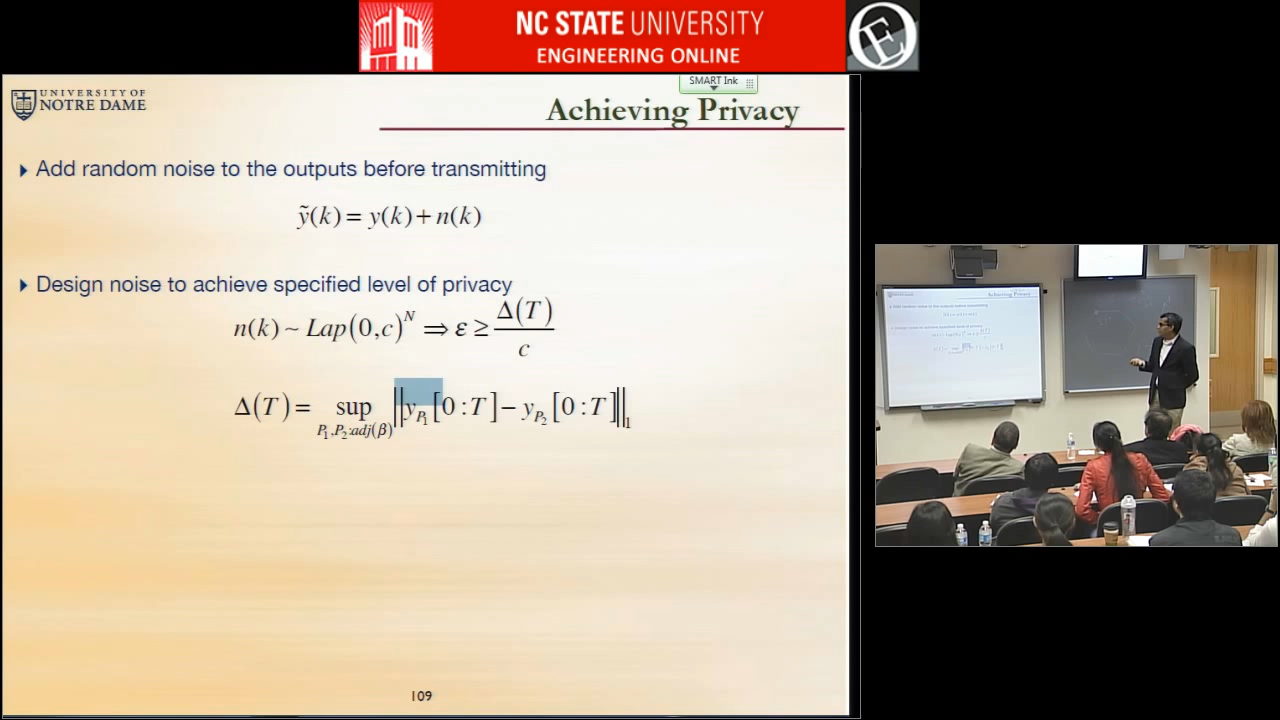 NC STATE UNIVERSITY
ENGINEERING ONLINE
SMART Ink
UNIVERSITY OF
NOTRE DAME
Achieving Privacy
Add random noise to the outputs before transmitting
ỹ(k) = y(k) + n(k)
Design noise to achieve specified level of privacy
n(k) ~ Lap(0,c)^N ⇒ ε ≥ Δ(T)/c
Δ(T) = sup_{P₁,P₂:adj(β)} ||y_{P₁}[0:T] − y_{P₂}[0:T]||₁
109